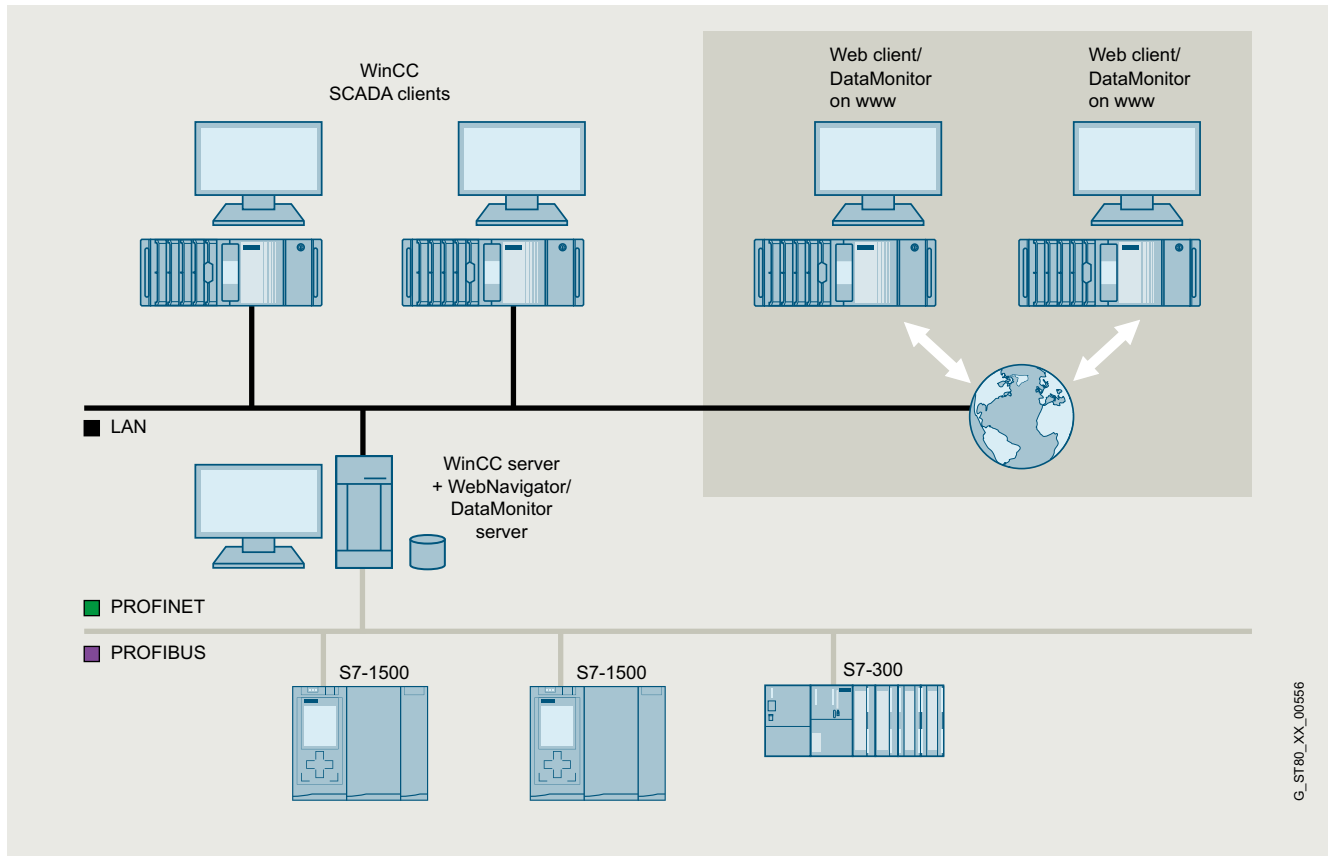 WinCC
SCADA clients
Web client/
DataMonitor
on www
Web client/
DataMonitor
on www
LAN
WinCC server
+ WebNavigator/
DataMonitor
server
PROFINET
PROFIBUS
S7-1500
S7-1500
S7-300
G_ST80_XX_00556